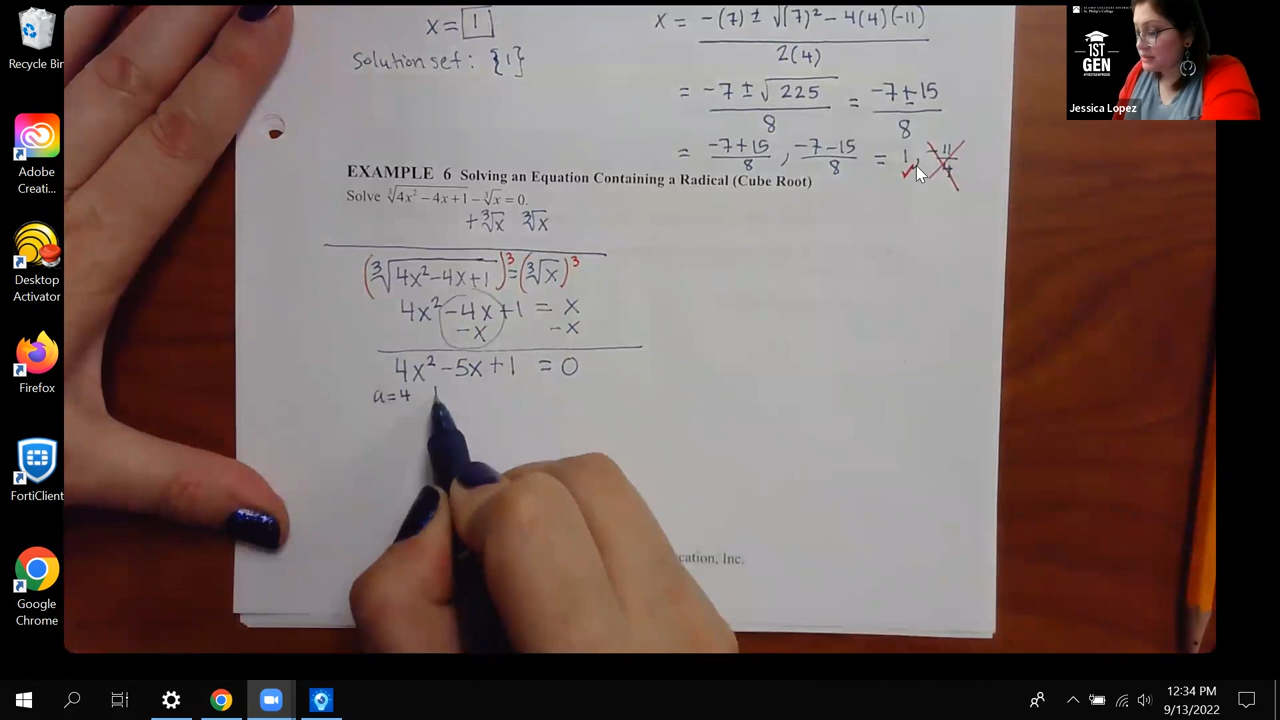 Recycle Bin
Adobe
Creati...
Desktop
Activator
Firefox
FortiClient
Google
Chrome
x = 1
Solution set: {1}
x = -(7) ± √(7)² - 4(4)(-11)
2(4)
= -7 ± √225 = -7 ± 15
8 8
= -7+15 , -7-15 = 1, -11
8 8 4
EXAMPLE 6 Solving an Equation Containing a Radical (Cube Root)
Solve ∛4x² − 4x + 1 − ∛x = 0.
+∛x ∛x
(∛4x²-4x+1)³ = (∛x)³
4x² - 4x + 1 = x
-x -x
4x² - 5x + 1 = 0
a = 4
cation, Inc.
1ST
GEN
Jessica Lopez
12:34 PM
9/13/2022